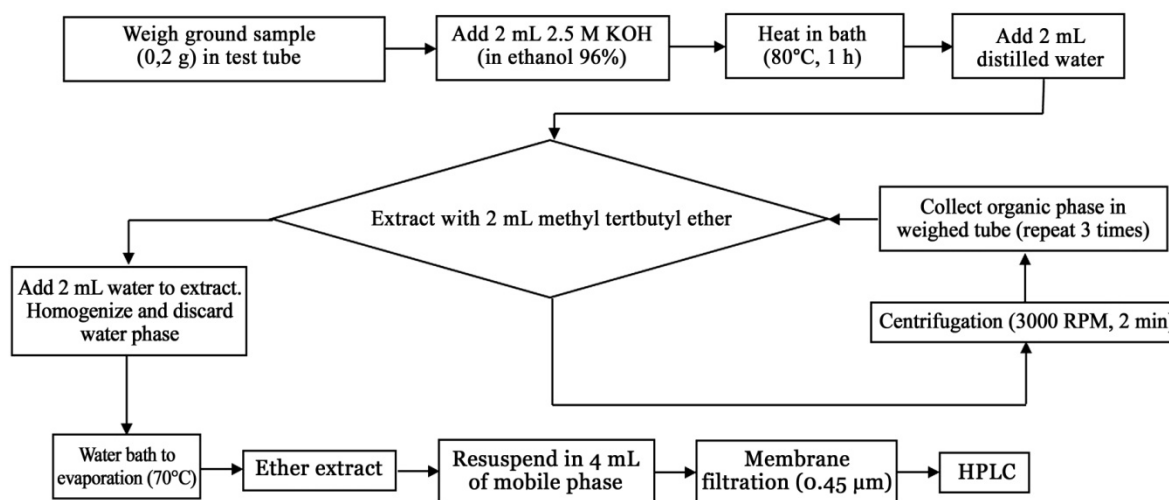 Weigh ground sample
(0,2 g) in test tube
Add 2 mL 2.5 M KOH
(in ethanol 96%)
Heat in bath
(80°C, 1 h)
Add 2 mL
distilled water
Extract with 2 mL methyl tertbutyl ether
Collect organic phase in
weighed tube (repeat 3 times)
Centrifugation (3000 RPM, 2 min)
Add 2 mL water to extract.
Homogenize and discard
water phase
Water bath to
evaporation (70°C)
Ether extract
Resuspend in 4 mL
of mobile phase
Membrane
filtration (0.45 µm)
HPLC